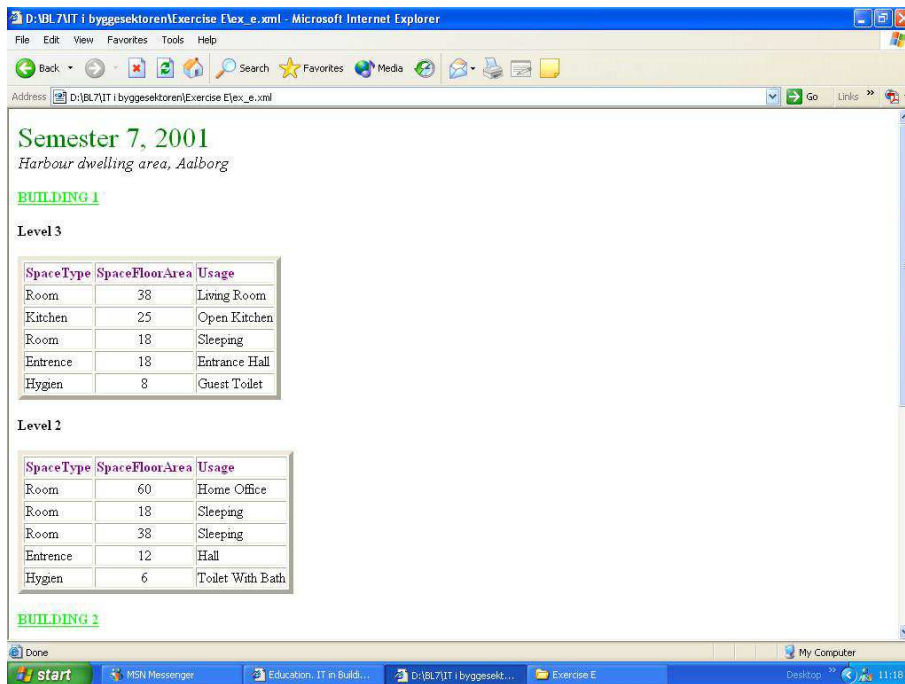 D:\BL7\IT i byggesektoren\Exercise E\ex_e.xml - Microsoft Internet Explorer
File Edit View Favorites Tools Help
Back Search Favorites Media
Address D:\BL7\IT i byggesektoren\Exercise E\ex_e.xml Go Links »
Semester 7, 2001
Harbour dwelling area, Aalborg
BUILDING 1
Level 3
SpaceType SpaceFloorArea Usage
Room 38 Living Room
Kitchen 25 Open Kitchen
Room 18 Sleeping
Entrence 18 Entrance Hall
Hygien 8 Guest Toilet
Level 2
SpaceType SpaceFloorArea Usage
Room 60 Home Office
Room 18 Sleeping
Room 38 Sleeping
Entrence 12 Hall
Hygien 6 Toilet With Bath
BUILDING 2
Done My Computer
start MSN Messenger Education. IT in Buildi... D:\BL7\IT i byggesekt... Exercise E Desktop » 11:18